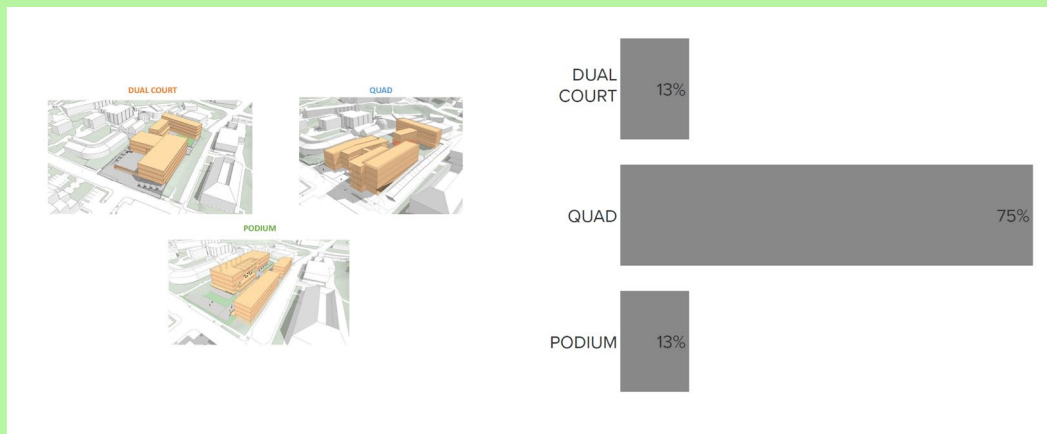 DUAL COURT
QUAD
PODIUM
DUAL
COURT
13%
QUAD
75%
PODIUM
13%